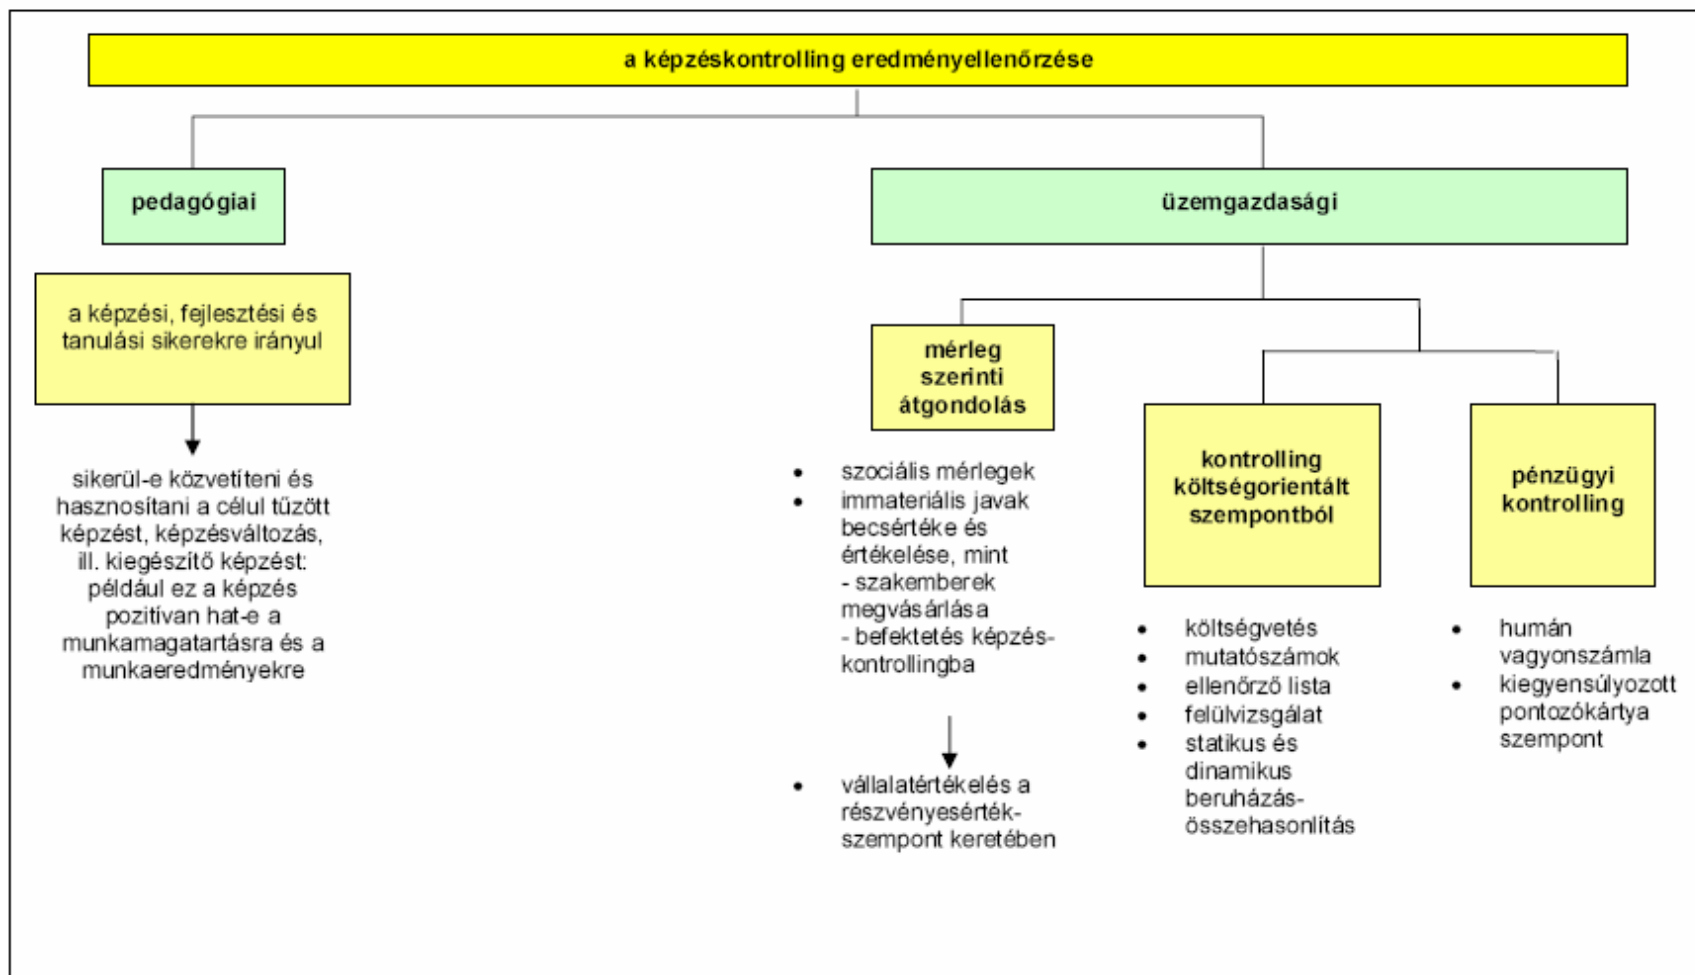 a képzéskontrolling eredményellenőrzése
pedagógiai
a képzési, fejlesztési és
tanulási sikerekre irányul
sikerül-e közvetíteni és
hasznosítani a célul tűzött
képzést, képzésváltozás,
ill. kiegészítő képzést:
például ez a képzés
pozitívan hat-e a
munkamagatartásra és a
munkaeredményekre
üzemgazdasági
mérleg
szerinti
átgondolás
• szociális mérlegek
• immateriális javak
becsértéke és
értékelése, mint
- szakemberek
megvásárlása
- befektetés képzés-
kontrollingba
• vállalatértékelés a
részvényesérték-
szempont keretében
kontrolling
költségorientált
szempontból
• költségvetés
• mutatószámok
• ellenőrző lista
• felülvizsgálat
• statikus és
dinamikus
beruházás-
összehasonlítás
pénzügyi
kontrolling
• humán
vagyonszámla
• kiegyensúlyozott
pontozókártya
szempont